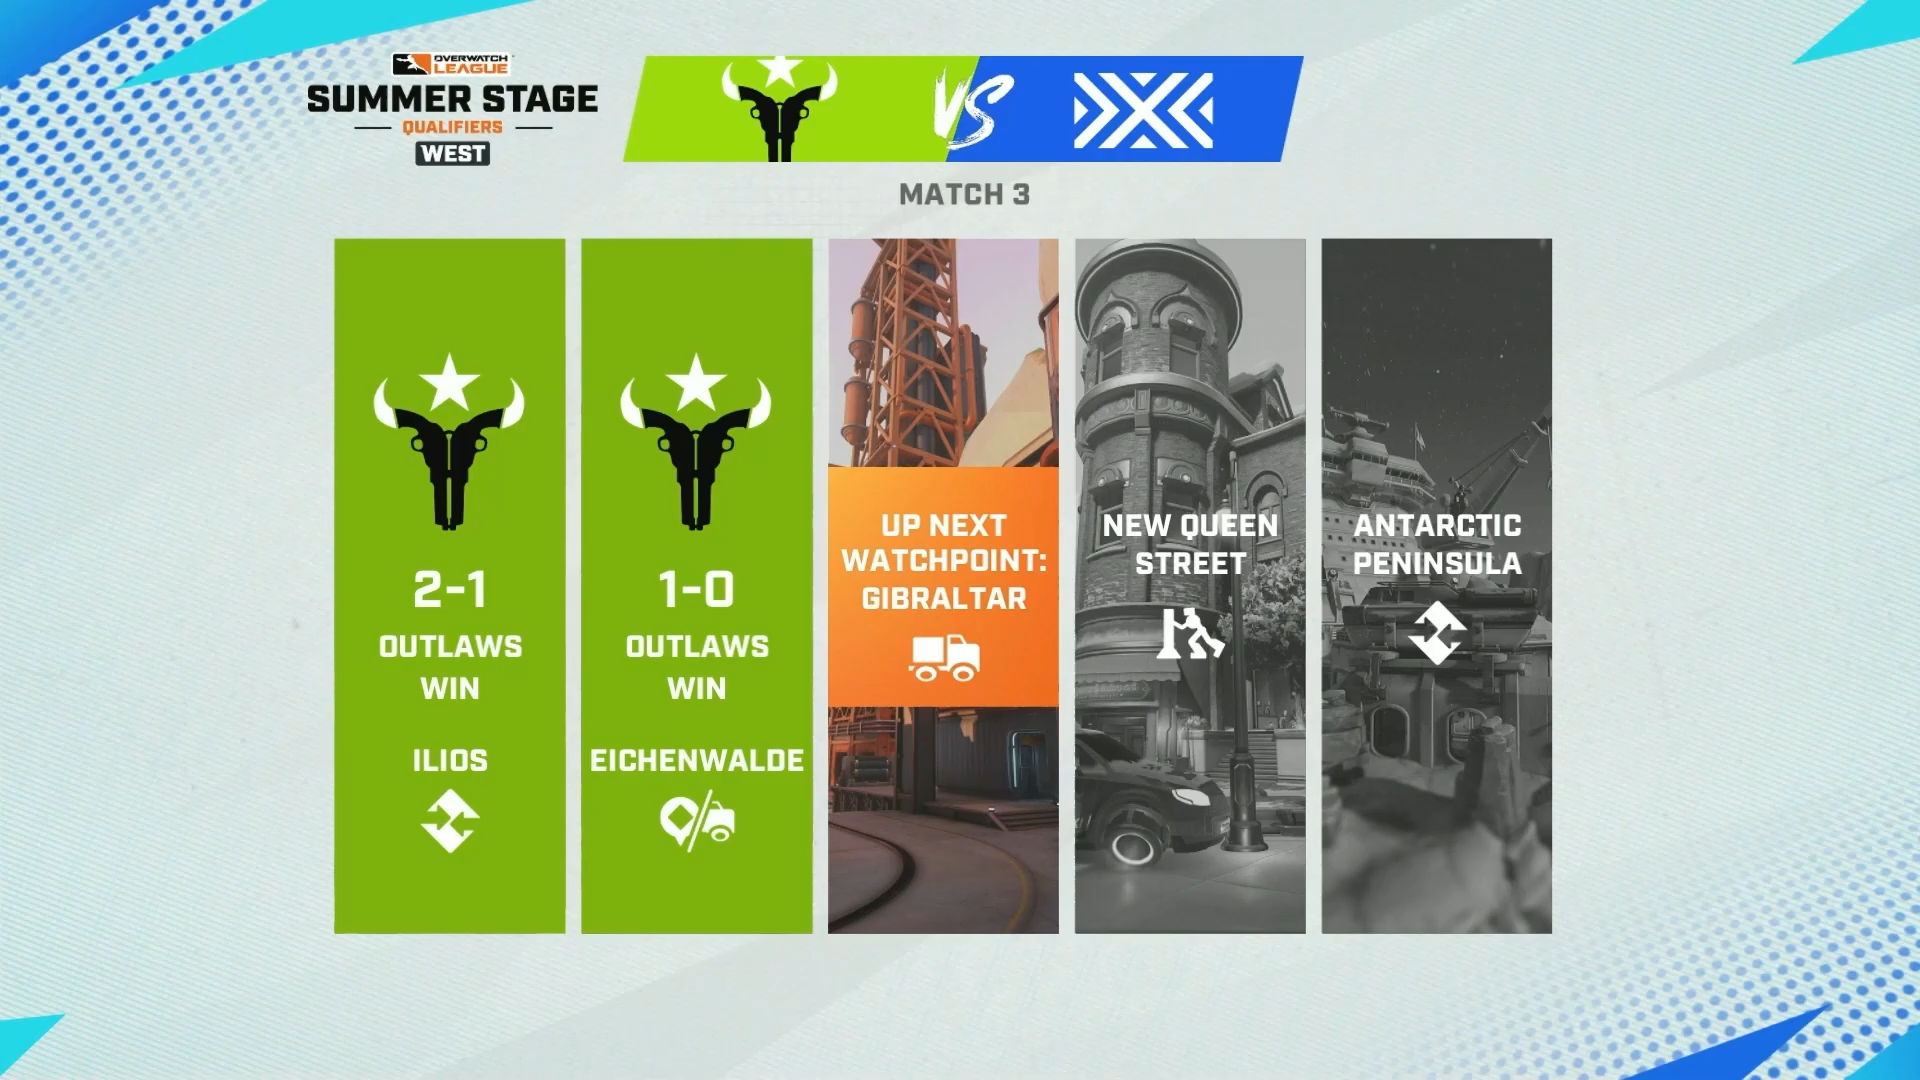 OVERWATCH
LEAGUE
SUMMER STAGE
QUALIFIERS
WEST
VS
MATCH 3
2-1
OUTLAWS
WIN
ILIOS
1-0
OUTLAWS
WIN
EICHENWALDE
UP NEXT
WATCHPOINT:
GIBRALTAR
NEW QUEEN
STREET
ANTARCTIC
PENINSULA